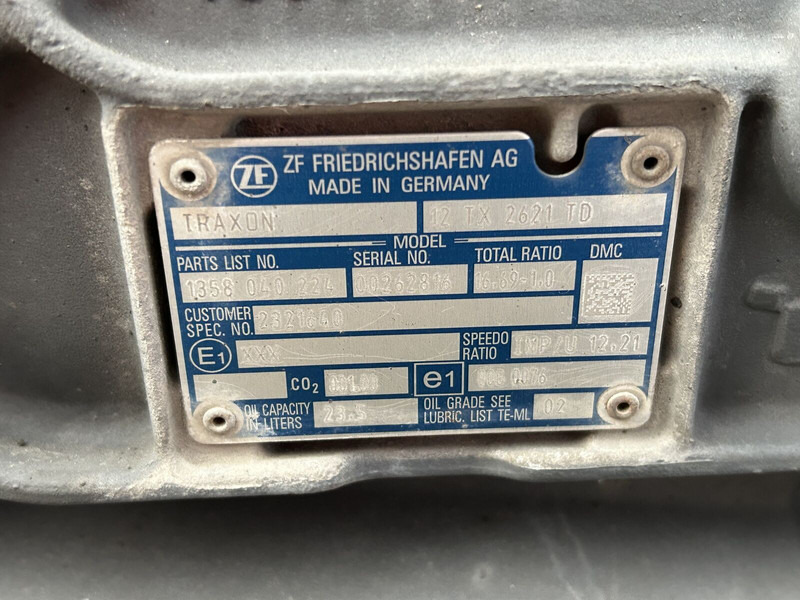 ZF FRIEDRICHSHAFEN AG
MADE IN GERMANY
TRAXON 12 TX 2621 TD
MODEL
PARTS LIST NO. SERIAL NO. TOTAL RATIO DMC
1358 040 224 00262816 16.69-1.0
CUSTOMER SPEC. NO. 2321640
E1 XXX SPEEDO RATIO IMP/U 12.21
CO2 e1
OIL CAPACITY IN LITERS 23.5 OIL GRADE SEE LUBRIC. LIST TE-ML 02